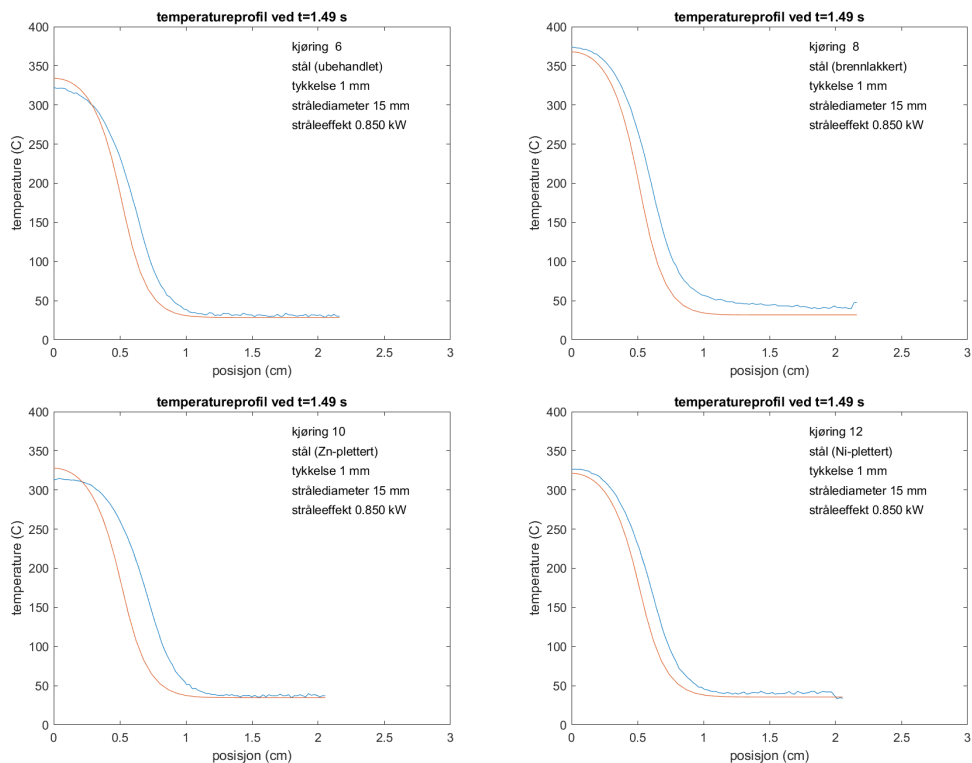 temperatureprofil ved t=1.49 s
400
350
300
250
200
150
100
50
0
temperature (C)
kjøring  6
stål (ubehandlet)
tykkelse 1 mm
strålediameter 15 mm
stråleeffekt 0.850 kW
0 0.5 1 1.5 2 2.5 3
posisjon (cm)
temperatureprofil ved t=1.49 s
400
350
300
250
200
150
100
50
0
temperature (C)
kjøring  8
stål (brennlakkert)
tykkelse 1 mm
strålediameter 15 mm
stråleeffekt 0.850 kW
0 0.5 1 1.5 2 2.5 3
posisjon (cm)
temperatureprofil ved t=1.49 s
400
350
300
250
200
150
100
50
0
temperature (C)
kjøring 10
stål (Zn-plettert)
tykkelse 1 mm
strålediameter 15 mm
stråleeffekt 0.850 kW
0 0.5 1 1.5 2 2.5 3
posisjon (cm)
temperatureprofil ved t=1.49 s
400
350
300
250
200
150
100
50
0
temperature (C)
kjøring 12
stål (Ni-plettert)
tykkelse 1 mm
strålediameter 15 mm
stråleeffekt 0.850 kW
0 0.5 1 1.5 2 2.5 3
posisjon (cm)